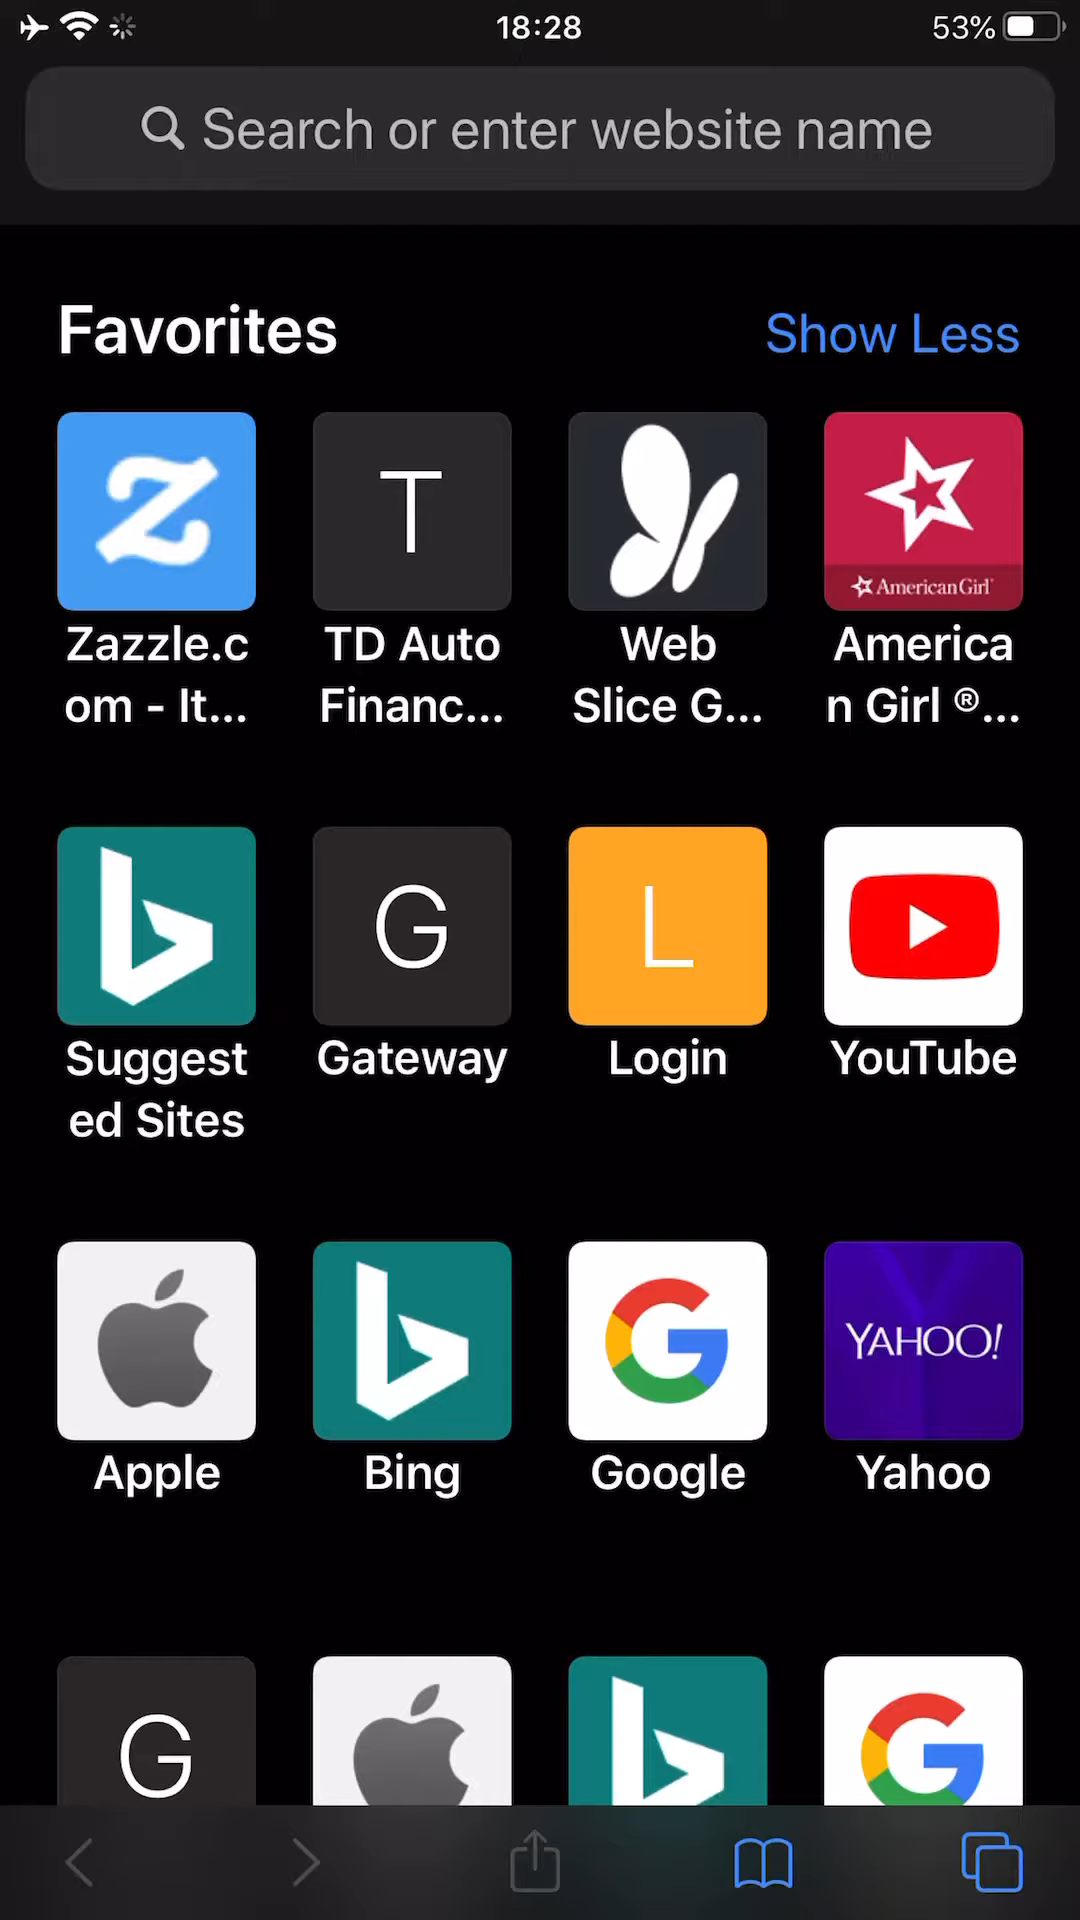 18:28
53%
Search or enter website name
Favorites
Show Less
Z
T
American Girl®
Zazzle.c
om - It...
TD Auto
Financ...
Web
Slice G...
America
n Girl ®...
G
L
Suggest
ed Sites
Gateway
Login
YouTube
YAHOO!
Apple
Bing
Google
Yahoo
G